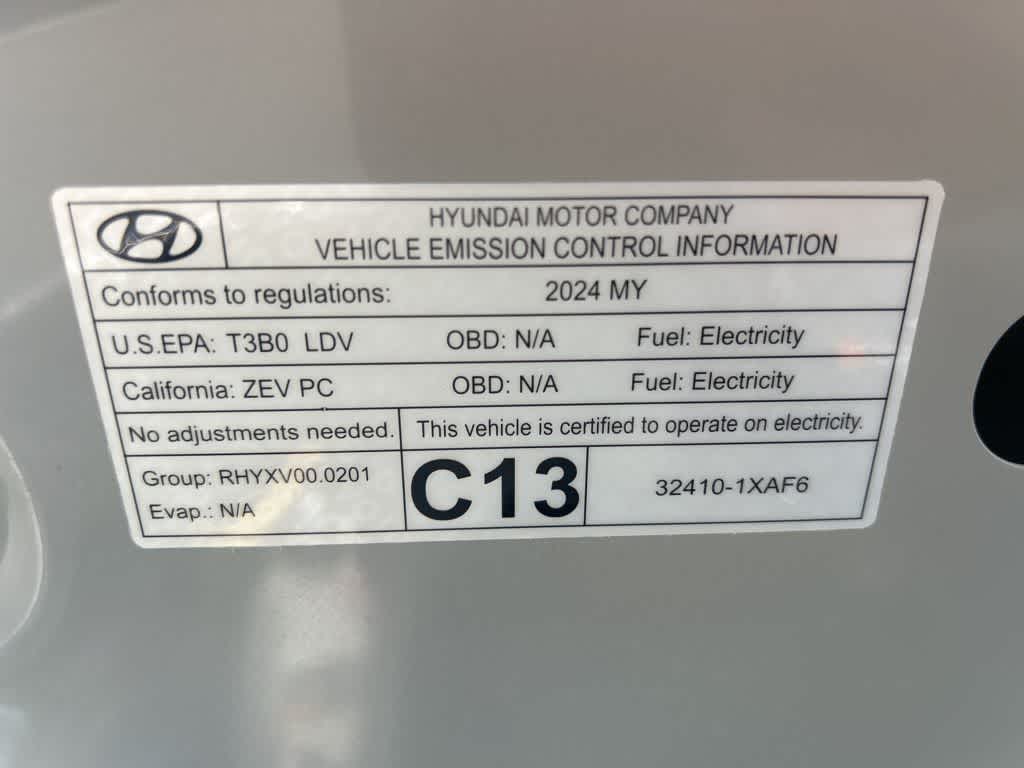 HYUNDAI MOTOR COMPANY
VEHICLE EMISSION CONTROL INFORMATION
Conforms to regulations: 2024 MY
U.S.EPA: T3B0 LDV OBD: N/A Fuel: Electricity
California: ZEV PC OBD: N/A Fuel: Electricity
No adjustments needed. This vehicle is certified to operate on electricity.
Group: RHYXV00.0201
Evap.: N/A
C13
32410-1XAF6